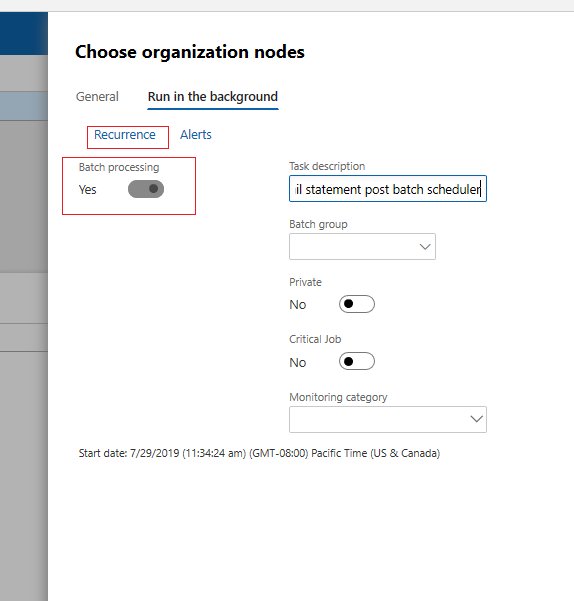 Choose organization nodes
General Run in the background
Recurrence Alerts
Batch processing
Yes
Task description
il statement post batch scheduler
Batch group
Private
No
Critical Job
No
Monitoring category
Start date: 7/29/2019 (11:34:24 am) (GMT-08:00) Pacific Time (US & Canada)